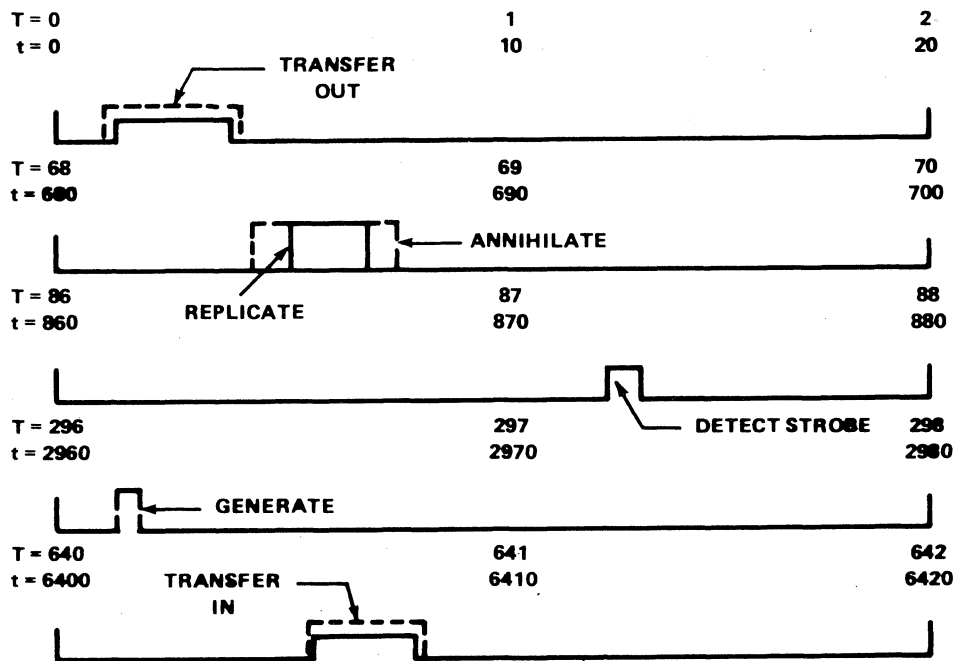 T = 0 1 2
t = 0 10 20
TRANSFER
OUT
T = 68 69 70
t = 680 690 700
ANNIHILATE
REPLICATE
T = 86 87 88
t = 860 870 880
DETECT STROBE
T = 296 297 298
t = 2960 2970 2980
GENERATE
T = 640 641 642
t = 6400 6410 6420
TRANSFER
IN